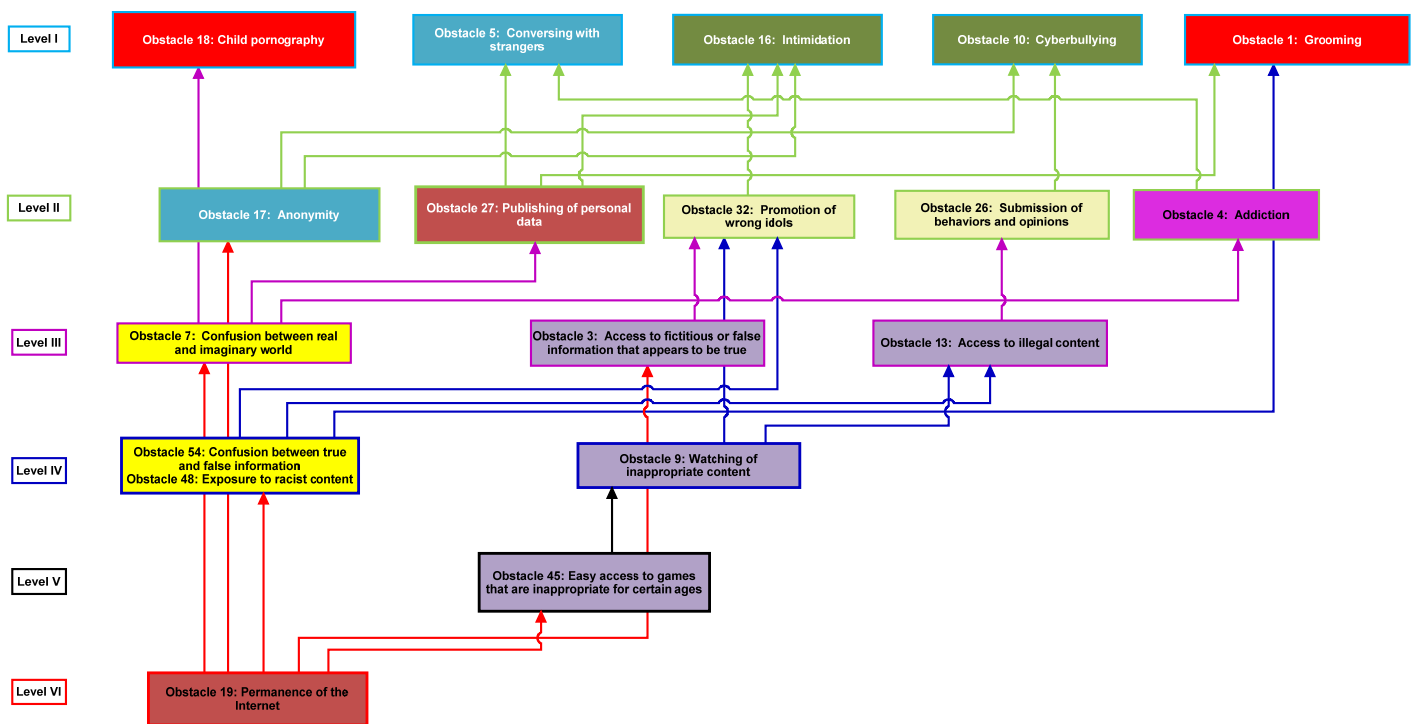 Level I
Obstacle 18: Child pornography
Obstacle 5:  Conversing with
strangers
Obstacle 16:  Intimidation
Obstacle 10:  Cyberbullying
Obstacle 1:  Grooming
Level II
Obstacle 17:  Anonymity
Obstacle 27: Publishing of personal
data
Obstacle 32:  Promotion of
wrong idols
Obstacle 26:  Submission of
behaviors and opinions
Obstacle 4:  Addiction
Level III
Obstacle 7:  Confusion between real
and imaginary world
Obstacle 3:  Access to fictitious or false
information that appears to be true
Obstacle 13:  Access to illegal content
Level IV
Obstacle 54: Confusion between true
and false information
Obstacle 48: Exposure to racist content
Obstacle 9: Watching of
inappropriate content
Level V
Obstacle 45: Easy access to games
that are inappropriate for certain ages
Level VI
Obstacle 19: Permanence of the
Internet